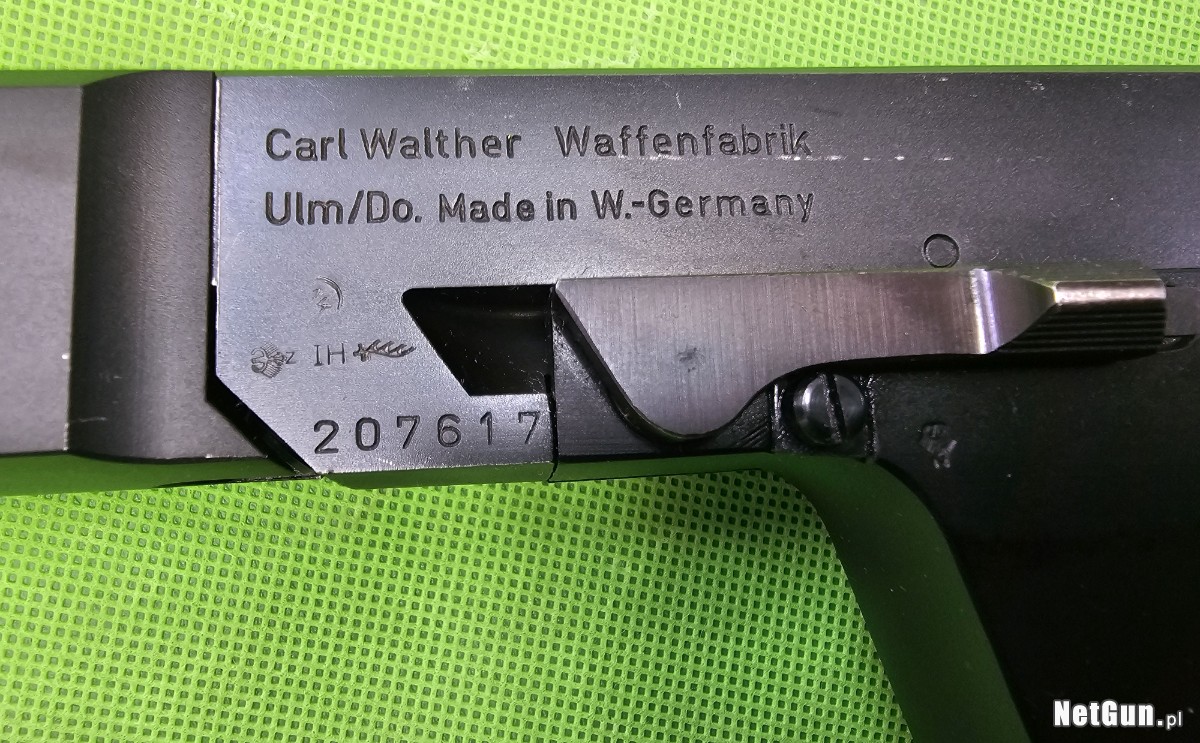 Carl Walther Waffenfabrik
Ulm/Do. Made in W.-Germany
IH
207617
NetGun.pl